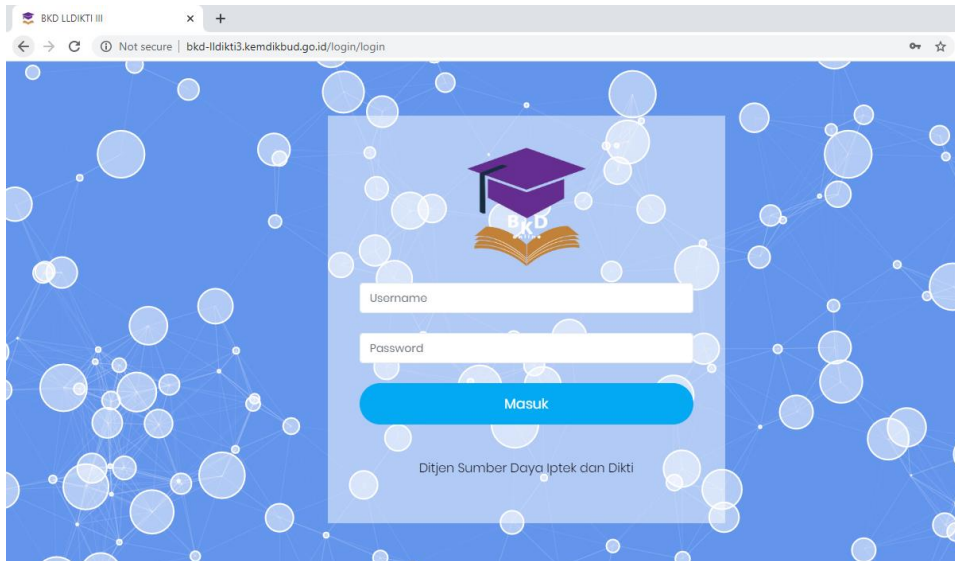 BKD LLDIKTI III
Not secure | bkd-lldikti3.kemdikbud.go.id/login/login
BKD
Username
Password
Masuk
Ditjen Sumber Daya Iptek dan Dikti